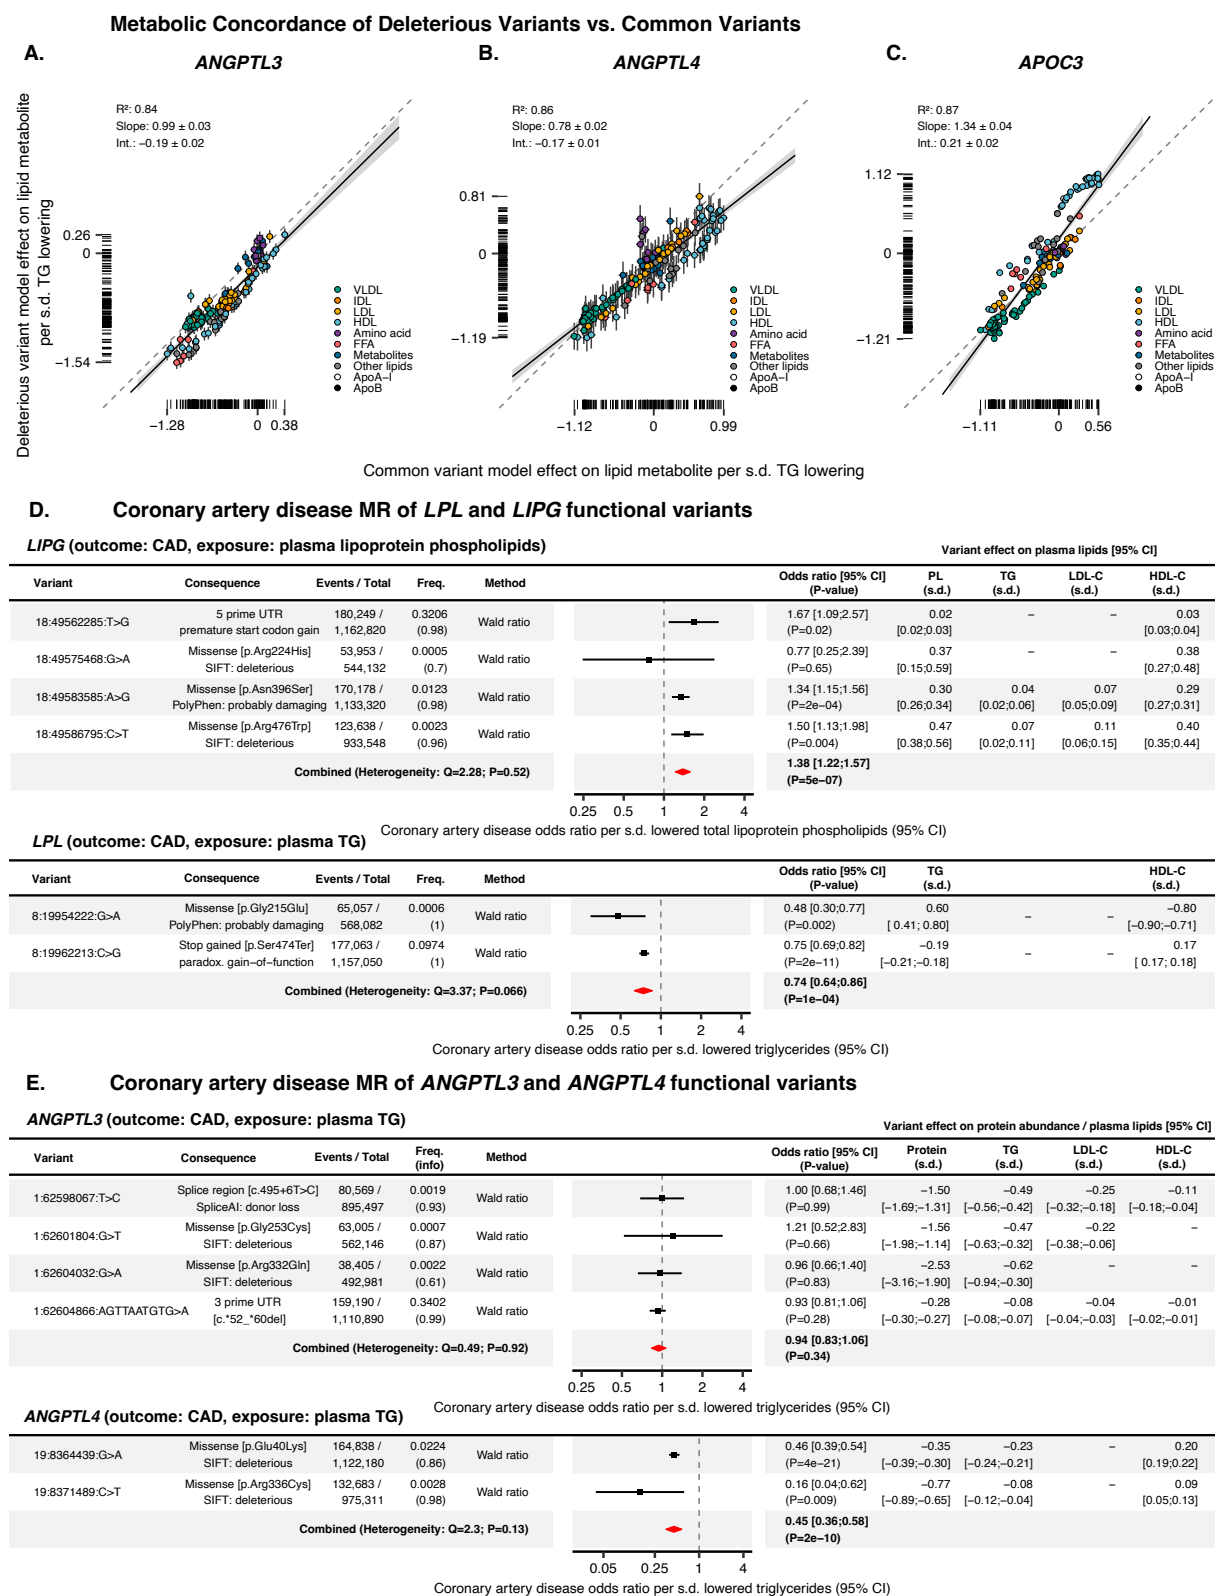 Metabolic Concordance of Deleterious Variants vs. Common Variants
A.
ANGPTL3
B.
ANGPTL4
C.
APOC3
Deleterious variant model effect on lipid metabolite
per s.d. TG lowering
R²: 0.84
Slope: 0.99 ± 0.03
Int.: −0.19 ± 0.02
0.26
0
−1.54
−1.28
0
0.38
VLDL
IDL
LDL
HDL
Amino acid
FFA
Metabolites
Other lipids
ApoA−I
ApoB
R²: 0.86
Slope: 0.78 ± 0.02
Int.: −0.17 ± 0.01
0.81
0
−1.19
−1.12
0
0.99
VLDL
IDL
LDL
HDL
Amino acid
FFA
Metabolites
Other lipids
ApoA−I
ApoB
R²: 0.87
Slope: 1.34 ± 0.04
Int.: 0.21 ± 0.02
1.12
0
−1.21
−1.11
0
0.56
VLDL
IDL
LDL
HDL
Amino acid
FFA
Metabolites
Other lipids
ApoA−I
ApoB
Common variant model effect on lipid metabolite per s.d. TG lowering
D. Coronary artery disease MR of LPL and LIPG functional variants
LIPG (outcome: CAD, exposure: plasma lipoprotein phospholipids)
Variant effect on plasma lipids [95% CI]
Variant Consequence Events / Total Freq. Method Odds ratio [95% CI] PL TG LDL-C HDL-C
(P-value) (s.d.) (s.d.) (s.d.) (s.d.)
18:49562285:T>G 5 prime UTR 180,249 / 0.3206 Wald ratio 1.67 [1.09;2.57] 0.02 − − 0.03
premature start codon gain 1,162,820 (0.98) (P=0.02) [0.02;0.03] [0.03;0.04]
18:49575468:G>A Missense [p.Arg224His] 53,953 / 0.0005 Wald ratio 0.77 [0.25;2.39] 0.37 − − 0.38
SIFT: deleterious 544,132 (0.7) (P=0.65) [0.15;0.59] [0.27;0.48]
18:49583585:A>G Missense [p.Asn396Ser] 170,178 / 0.0123 Wald ratio 1.34 [1.15;1.56] 0.30 0.04 0.07 0.29
PolyPhen: probably damaging 1,133,320 (0.98) (P=2e−04) [0.26;0.34] [0.02;0.06] [0.05;0.09] [0.27;0.31]
18:49586795:C>T Missense [p.Arg476Trp] 123,638 / 0.0023 Wald ratio 1.50 [1.13;1.98] 0.47 0.07 0.11 0.40
SIFT: deleterious 933,548 (0.96) (P=0.004) [0.38;0.56] [0.02;0.11] [0.06;0.15] [0.35;0.44]
Combined (Heterogeneity: Q=2.28; P=0.52) 1.38 [1.22;1.57]
(P=5e−07)
0.25 0.5 1 2 4
Coronary artery disease odds ratio per s.d. lowered total lipoprotein phospholipids (95% CI)
LPL (outcome: CAD, exposure: plasma TG)
Variant Consequence Events / Total Freq. Method Odds ratio [95% CI] TG HDL-C
(P-value) (s.d.) (s.d.)
8:19954222:G>A Missense [p.Gly215Glu] 65,057 / 0.0006 Wald ratio 0.48 [0.30;0.77] 0.60 − − −0.80
PolyPhen: probably damaging 568,082 (1) (P=0.002) [ 0.41; 0.80] [−0.90;−0.71]
8:19962213:C>G Stop gained [p.Ser474Ter] 177,063 / 0.0974 Wald ratio 0.75 [0.69;0.82] −0.19 − − 0.17
paradox. gain−of−function 1,157,050 (1) (P=2e−11) [−0.21;−0.18] [ 0.17; 0.18]
Combined (Heterogeneity: Q=3.37; P=0.066) 0.74 [0.64;0.86]
(P=1e−04)
0.25 0.5 1 2 4
Coronary artery disease odds ratio per s.d. lowered triglycerides (95% CI)
E. Coronary artery disease MR of ANGPTL3 and ANGPTL4 functional variants
ANGPTL3 (outcome: CAD, exposure: plasma TG)
Variant effect on protein abundance / plasma lipids [95% CI]
Variant Consequence Events / Total Freq. Method Odds ratio [95% CI] Protein TG LDL-C HDL-C
(info) (P-value) (s.d.) (s.d.) (s.d.) (s.d.)
1:62598067:T>C Splice region [c.495+6T>C] 80,569 / 0.0019 Wald ratio 1.00 [0.68;1.46] −1.50 −0.49 −0.25 −0.11
SpliceAI: donor loss 895,497 (0.93) (P=0.99) [−1.69;−1.31] [−0.56;−0.42] [−0.32;−0.18] [−0.18;−0.04]
1:62601804:G>T Missense [p.Gly253Cys] 63,005 / 0.0007 Wald ratio 1.21 [0.52;2.83] −1.56 −0.47 −0.22 −
SIFT: deleterious 562,146 (0.87) (P=0.66) [−1.98;−1.14] [−0.63;−0.32] [−0.38;−0.06]
1:62604032:G>A Missense [p.Arg332Gln] 38,405 / 0.0022 Wald ratio 0.96 [0.66;1.40] −2.53 −0.62 − −
SIFT: deleterious 492,981 (0.61) (P=0.83) [−3.16;−1.90] [−0.94;−0.30]
1:62604866:AGTTAATGTG>A 3 prime UTR 159,190 / 0.3402 Wald ratio 0.93 [0.81;1.06] −0.28 −0.08 −0.04 −0.01
[c.*52_*60del] 1,110,890 (0.99) (P=0.28) [−0.30;−0.27] [−0.08;−0.07] [−0.04;−0.03] [−0.02;−0.01]
Combined (Heterogeneity: Q=0.49; P=0.92) 0.94 [0.83;1.06]
(P=0.34)
0.25 0.5 1 2 4
Coronary artery disease odds ratio per s.d. lowered triglycerides (95% CI)
ANGPTL4 (outcome: CAD, exposure: plasma TG)
19:8364439:G>A Missense [p.Glu40Lys] 164,838 / 0.0224 Wald ratio 0.46 [0.39;0.54] −0.35 −0.23 − 0.20
SIFT: deleterious 1,122,180 (0.86) (P=4e−21) [−0.39;−0.30] [−0.24;−0.21] [0.19;0.22]
19:8371489:C>T Missense [p.Arg336Cys] 132,683 / 0.0028 Wald ratio 0.16 [0.04;0.62] −0.77 −0.08 − 0.09
SIFT: deleterious 975,311 (0.98) (P=0.009) [−0.89;−0.65] [−0.12;−0.04] [0.05;0.13]
Combined (Heterogeneity: Q=2.3; P=0.13) 0.45 [0.36;0.58]
(P=2e−10)
0.05 0.25 1 4
Coronary artery disease odds ratio per s.d. lowered triglycerides (95% CI)